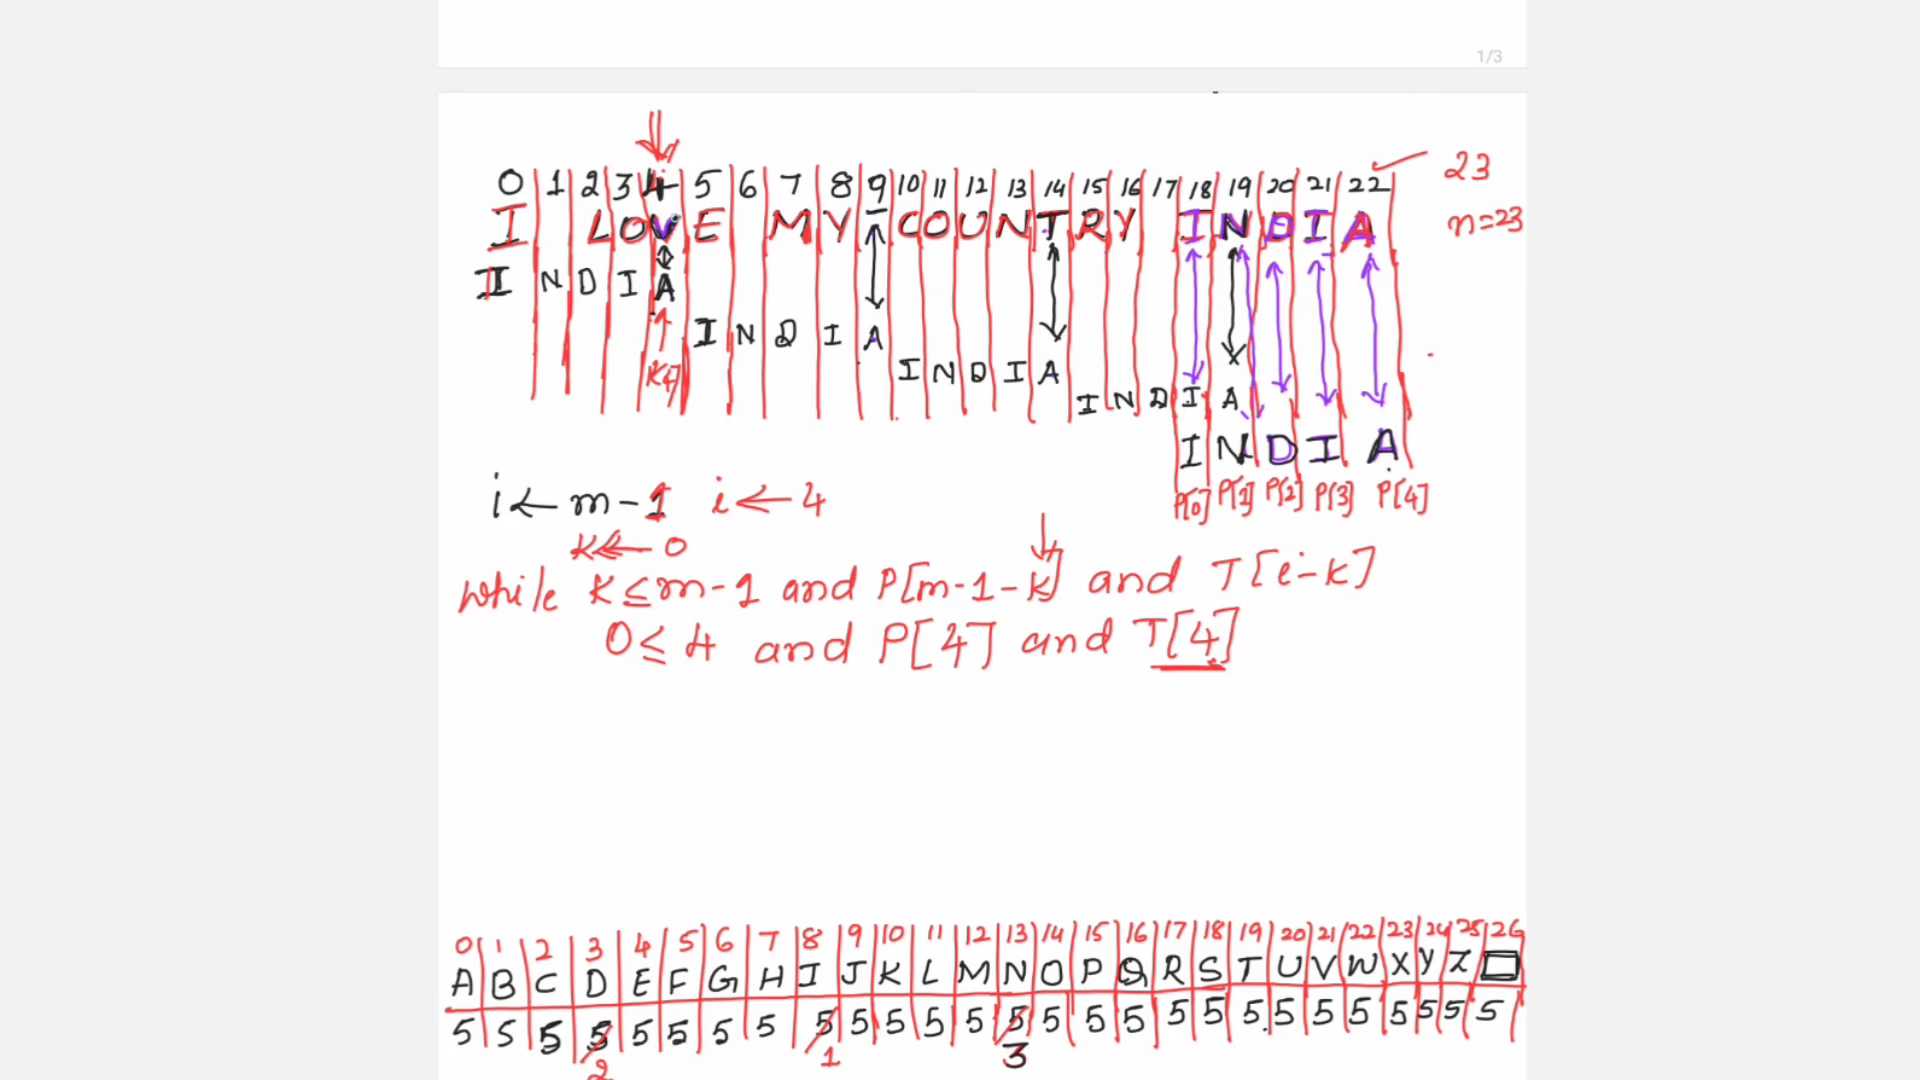 1/3
0 1 2 3 4 5 6 7 8 9 10 11 12 13 14 15 16 17 18 19 20 21 22 23
I LOVE MY COUNTRY INDIA n=23
I N D I A
I N D I A
K=4
I N D I A
I N D I A
I N D I A
P[0] P[1] P[2] P[3] P[4]
i ← m-1 i ← 4
K ← 0
while K ≤ m-1 and P[m-1-k] and T[i-k]
0 ≤ 4 and P[4] and T[4]
0 1 2 3 4 5 6 7 8 9 10 11 12 13 14 15 16 17 18 19 20 21 22 23 24 25 26
A B C D E F G H I J K L M N O P Q R S T U V W X Y Z
5 5 5 5 5 5 5 5 5 5 5 5 5 5 5 5 5 5 5 5 5 5 5 5 5 5 5
2 1 3